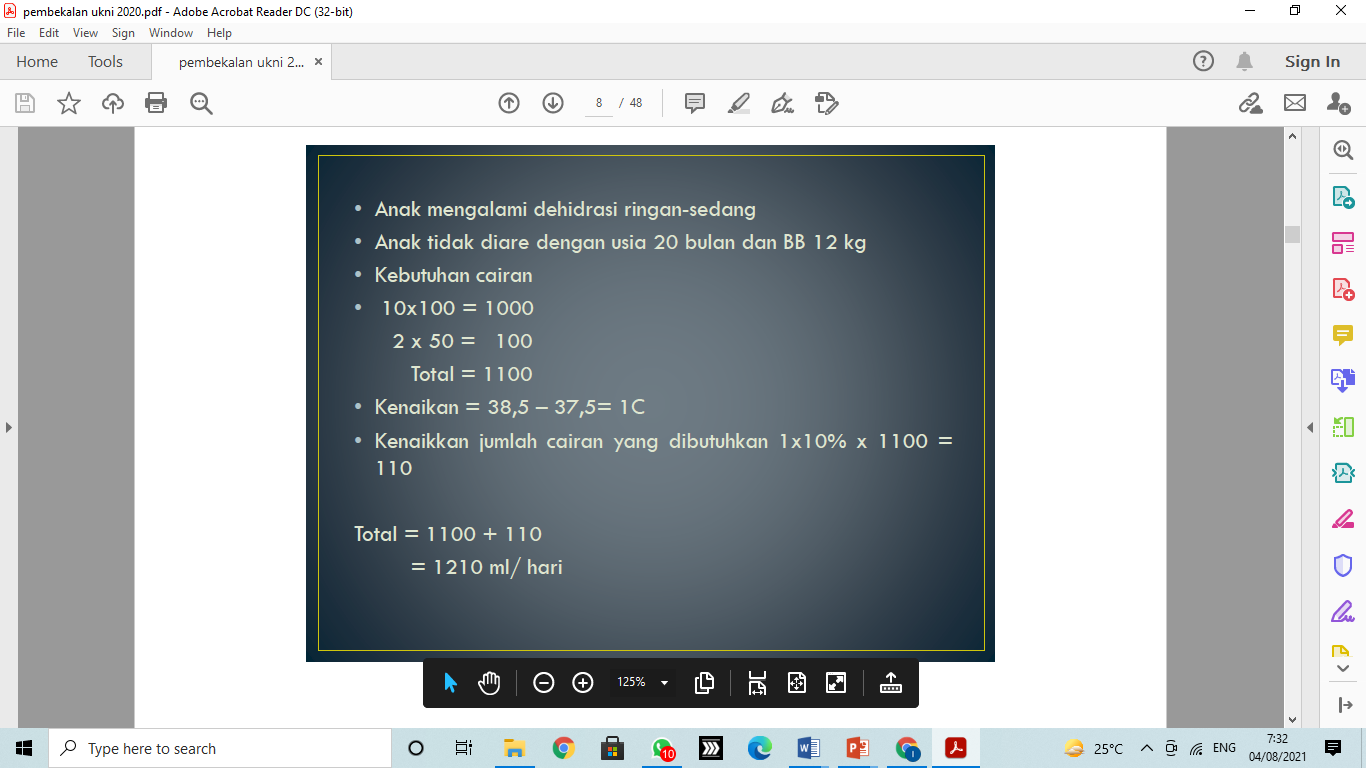 pembekalan ukni 2020.pdf - Adobe Acrobat Reader DC (32-bit)
File Edit View Sign Window Help
Home Tools pembekalan ukni 2... × Sign In
8 / 48
• Anak mengalami dehidrasi ringan-sedang
• Anak tidak diare dengan usia 20 bulan dan BB 12 kg
• Kebutuhan cairan
• 10x100 = 1000
2 x 50 = 100
Total = 1100
• Kenaikan = 38,5 – 37,5= 1C
• Kenaikkan jumlah cairan yang dibutuhkan 1x10% x 1100 =
110
Total = 1100 + 110
= 1210 ml/ hari
125%
Type here to search
10
25°C ENG
7:32
04/08/2021